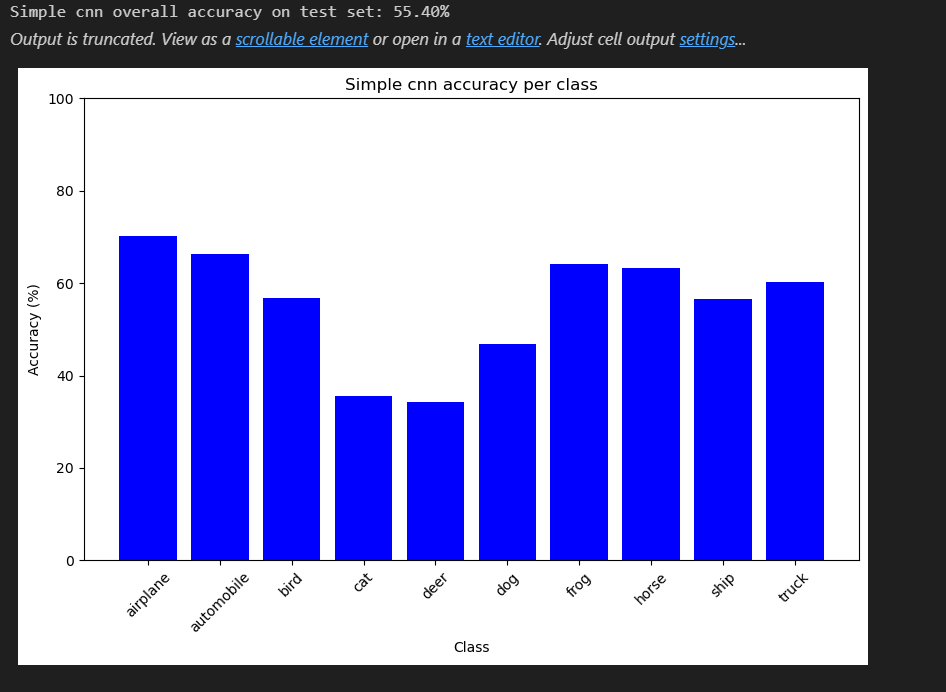 Simple cnn overall accuracy on test set: 55.40%
Output is truncated. View as a scrollable element or open in a text editor. Adjust cell output settings...
Simple cnn accuracy per class
100
80
60
40
20
0
Accuracy (%)
airplane
automobile
bird
cat
deer
dog
frog
horse
ship
truck
Class